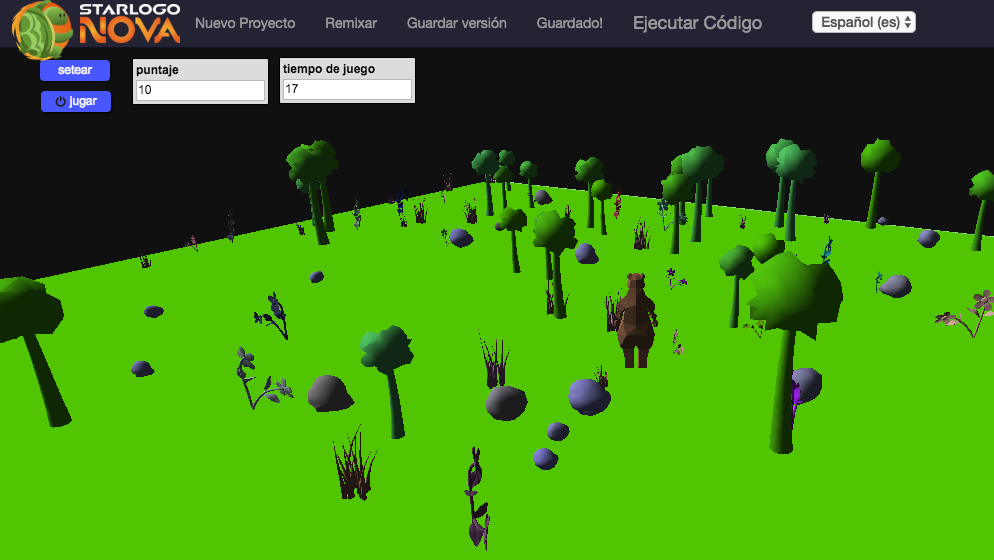 STARLOGO
NOVA
Nuevo Proyecto
Remixar
Guardar versión
Guardado!
Ejecutar Código
Español (es)
setear
jugar
puntaje
10
tiempo de juego
17